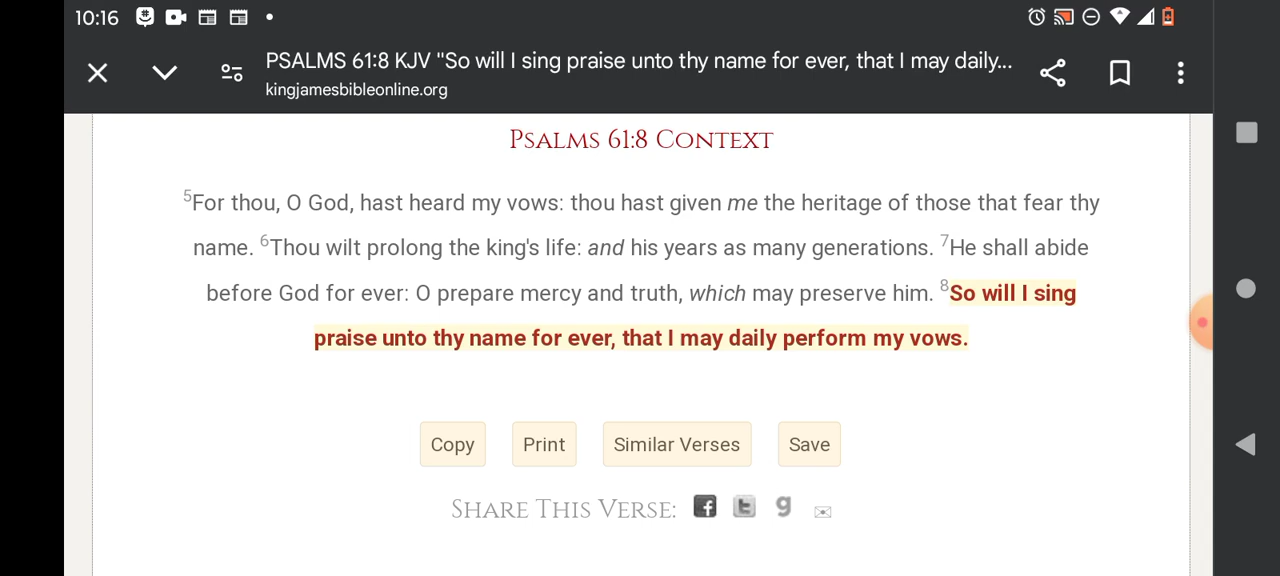 10:16
PSALMS 61:8 KJV "So will I sing praise unto thy name for ever, that I may daily...
kingjamesbibleonline.org
Psalms 61:8 Context
5For thou, O God, hast heard my vows: thou hast given me the heritage of those that fear thy
name. 6Thou wilt prolong the king's life: and his years as many generations. 7He shall abide
before God for ever: O prepare mercy and truth, which may preserve him. 8So will I sing
praise unto thy name for ever, that I may daily perform my vows.
Copy Print Similar Verses Save
Share This Verse: f t g